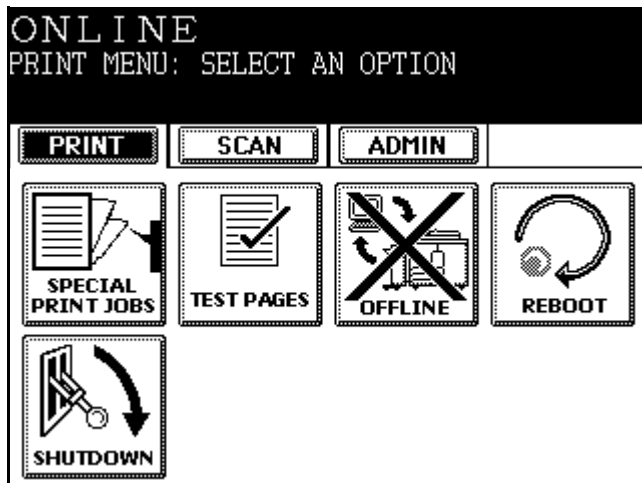 ONLINE
PRINT MENU: SELECT AN OPTION
PRINT
SCAN
ADMIN
SPECIAL
PRINT JOBS
TEST PAGES
OFFLINE
REBOOT
SHUTDOWN